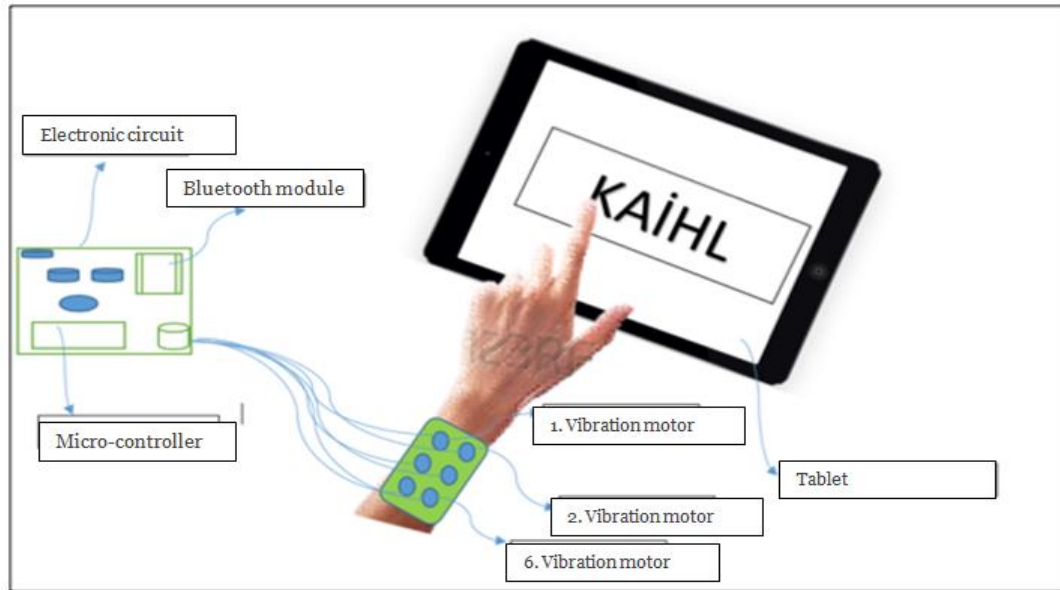 Electronic circuit
Bluetooth module
KAİHL
Micro-controller
1. Vibration motor
Tablet
2. Vibration motor
6. Vibration motor